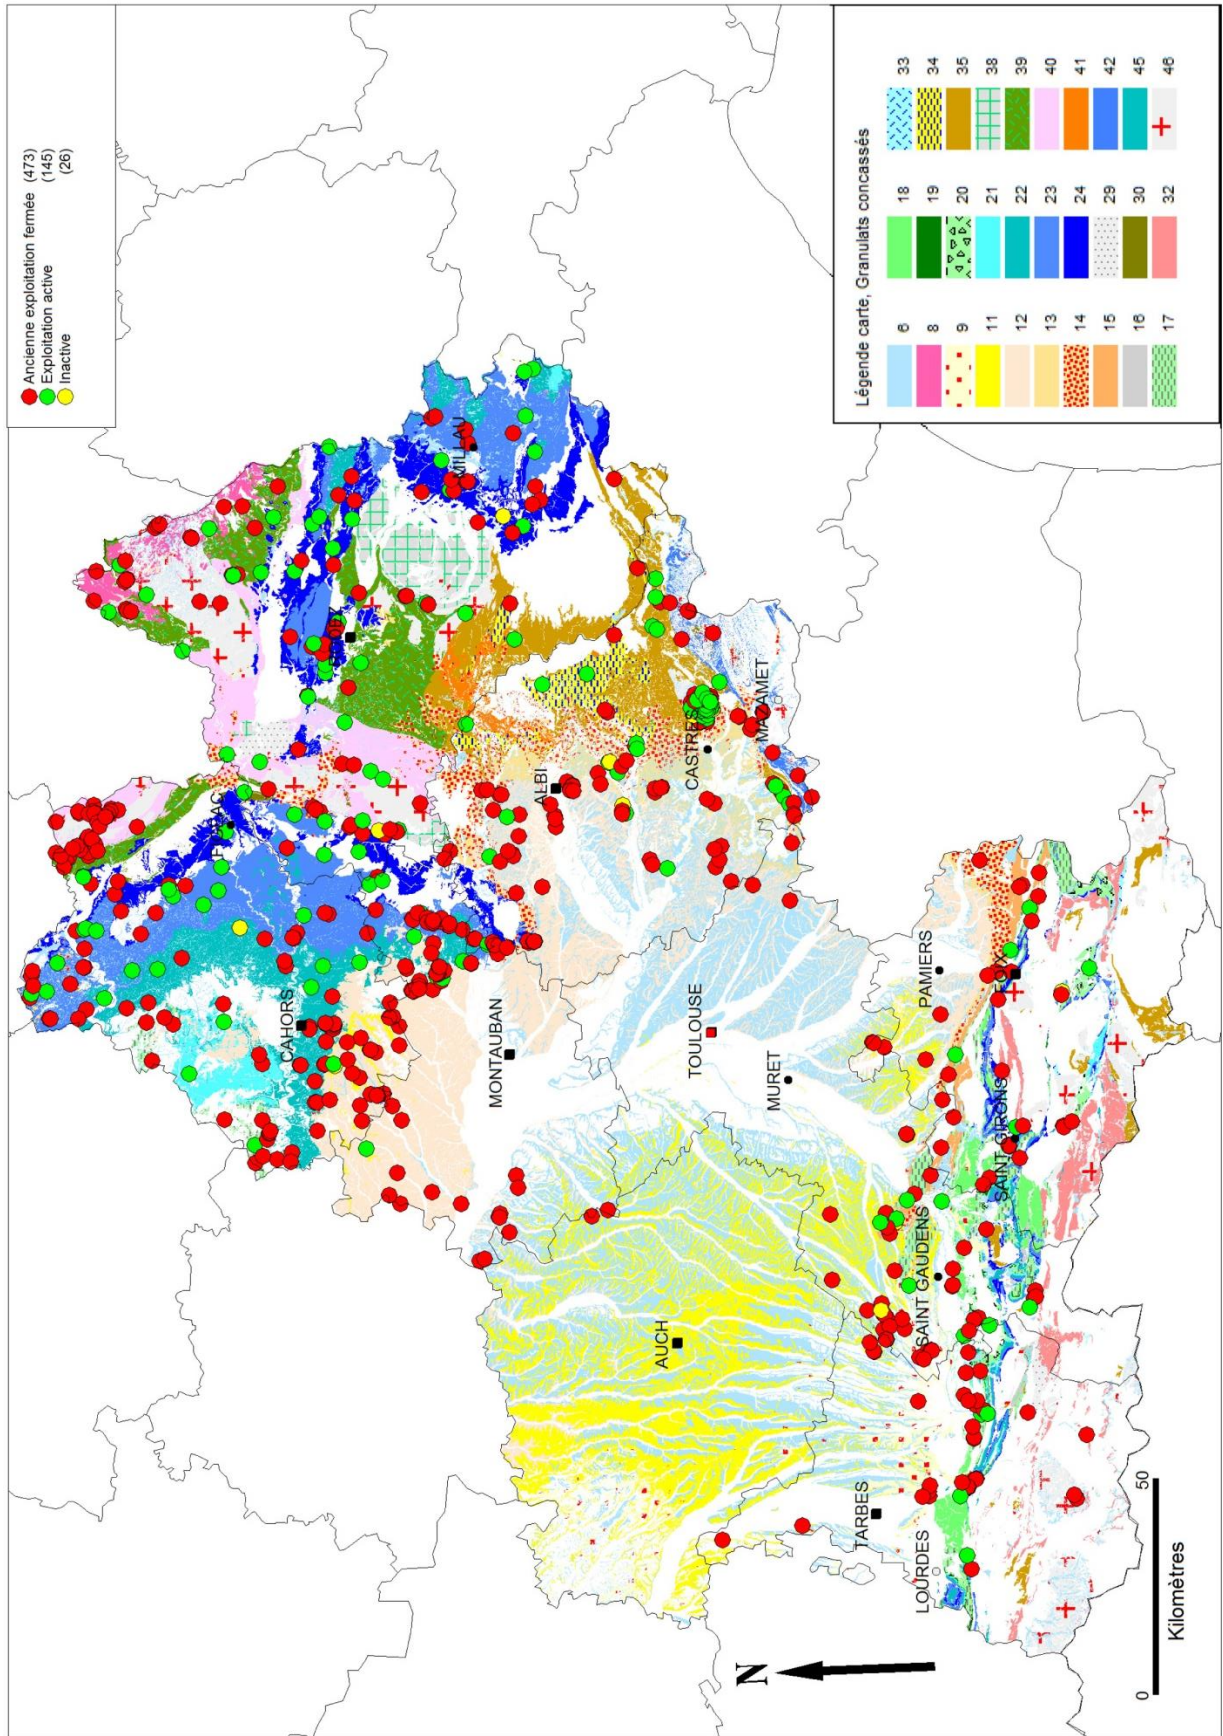 Ancienne exploitation fermée (473)
Exploitation active (145)
Inactive (26)
FIGEAC
CAHORS
MILLAU
MONTAUBAN
ALBI
CASTRES
MAZAMET
AUCH
TOULOUSE
MURET
TARBES
LOURDES
SAINT GAUDENS
PAMIERS
SAINT GIRONS
FOIX
N
0 50
Kilomètres
Légende carte, Granulats concassés
6 18 33
8 19 34
9 20 35
11 21 38
12 22 39
13 23 40
14 24 41
15 29 42
16 30 45
17 32 46